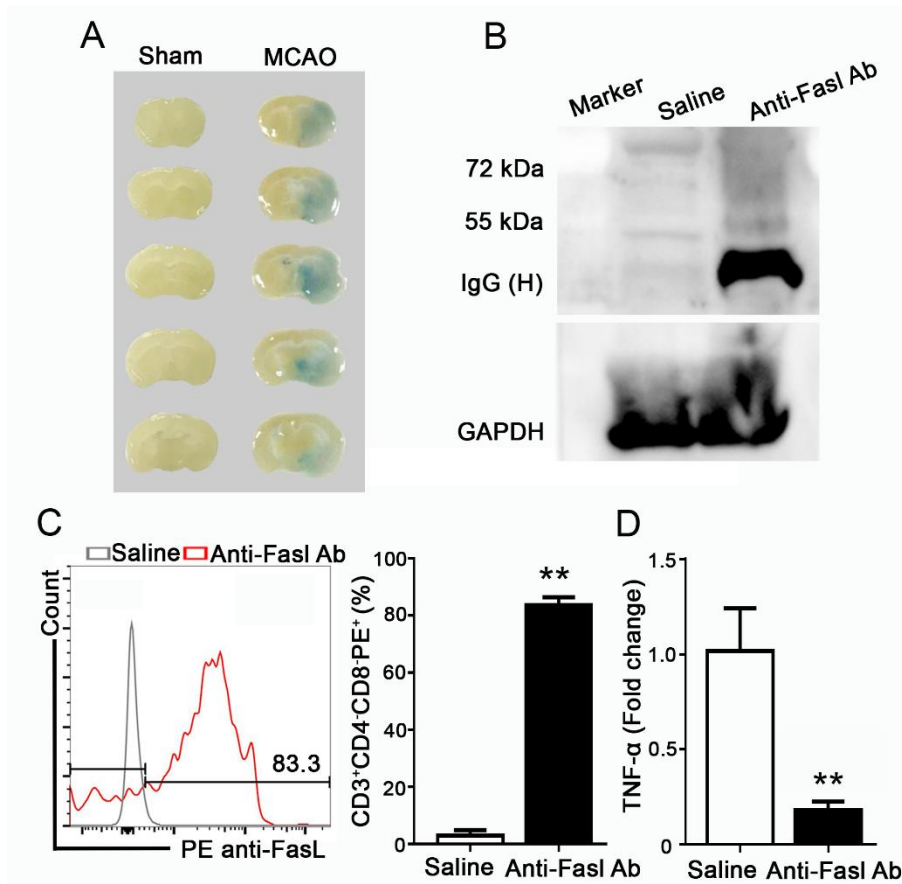 A
Sham MCAO
B
Marker Saline Anti-Fasl Ab
72 kDa
55 kDa
IgG (H)
GAPDH
C
Saline Anti-Fasl Ab
Count
83.3
PE anti-FasL
CD3⁺CD4⁻CD8⁻PE⁺ (%)
100
80
60
40
20
0
**
Saline Anti-Fasl Ab
D
TNF-α (Fold change)
1.5
1.0
0.5
0
**
Saline Anti-Fasl Ab